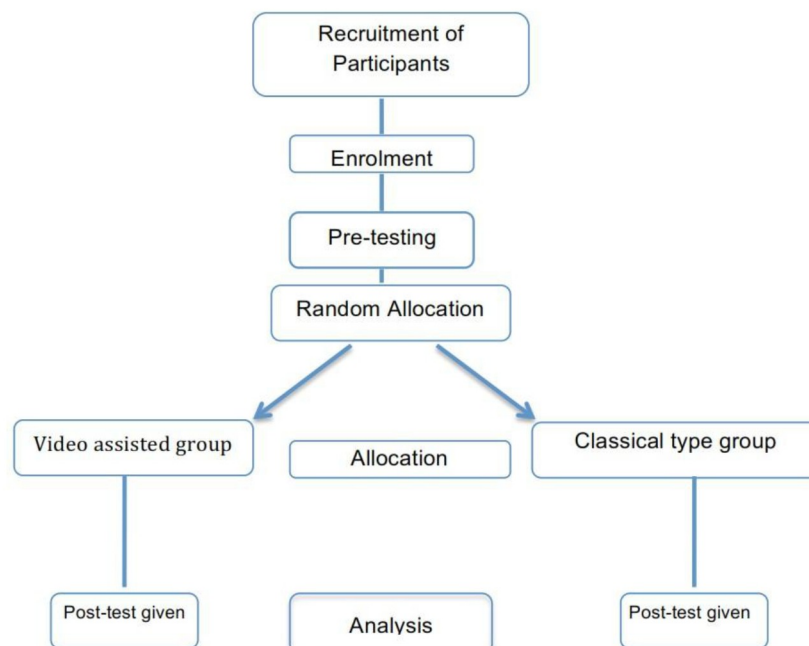 Recruitment of
Participants
Enrolment
Pre-testing
Random Allocation
Video assisted group
Allocation
Classical type group
Post-test given
Analysis
Post-test given